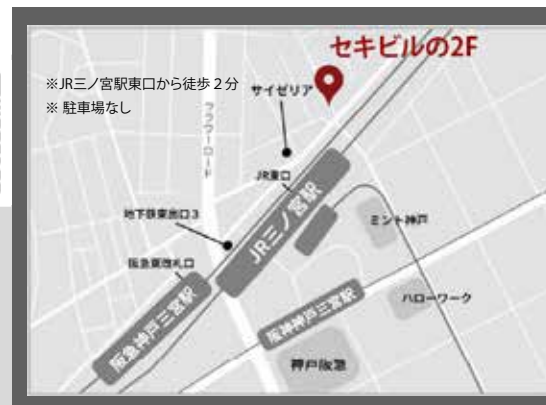 セキビルの2F
※JR三ノ宮駅東口から徒歩２分
サイゼリア
※ 駐車場なし
フラワーロード
JR東口
JR三ノ宮駅
地下鉄東出口３
ミント神戸
阪急東改札口
ハローワーク
阪急神戸三宮駅
阪神神戸三宮駅
神戸阪急